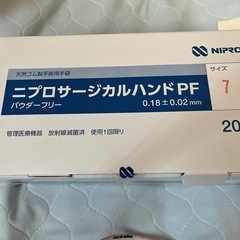 天然ゴム製手術用手袋
NIPRO
ニプロサージカルハンドPF
サイズ
7
パウダーフリー
0.18±0.02mm
20
管理医療機器 放射線滅菌済 使用1回限り